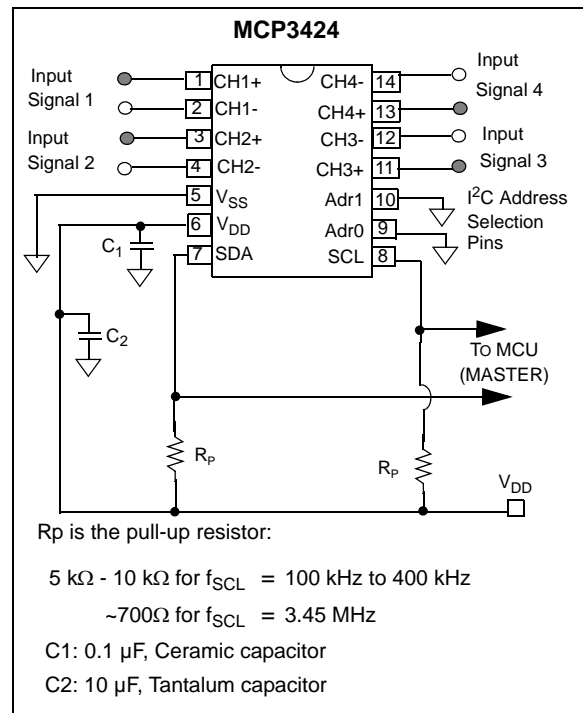 MCP3424
Input
Signal 1
Input
Signal 2
1 CH1+
2 CH1-
3 CH2+
4 CH2-
5 VSS
6 VDD
7 SDA
CH4- 14
CH4+ 13
CH3- 12
CH3+ 11
Adr1 10
Adr0 9
SCL 8
Input
Signal 4
Input
Signal 3
I²C Address
Selection
Pins
C1
C2
TO MCU
(MASTER)
RP
RP
VDD
Rp is the pull-up resistor:
5 kΩ - 10 kΩ for fSCL = 100 kHz to 400 kHz
~700Ω for fSCL = 3.45 MHz
C1: 0.1 µF, Ceramic capacitor
C2: 10 µF, Tantalum capacitor